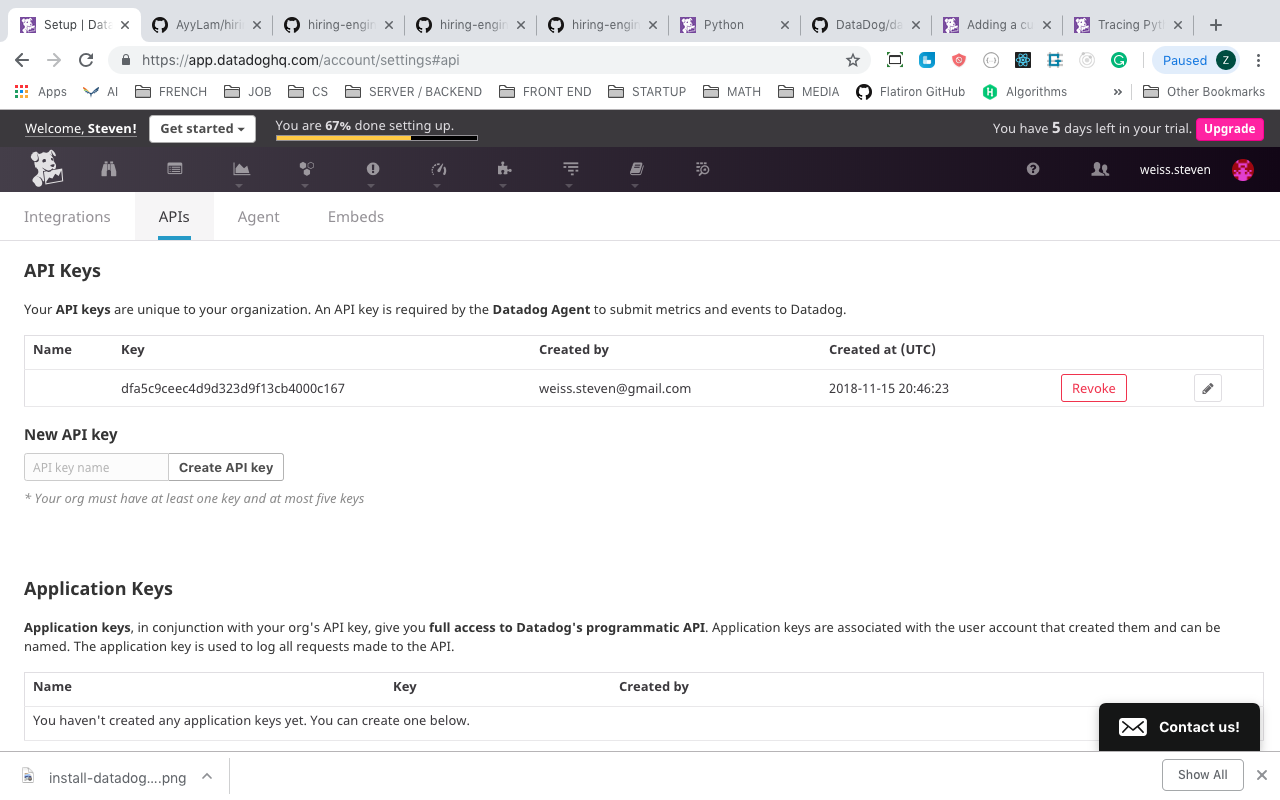 Setup | Data
AyyLam/hiri
hiring-engin
hiring-engin
hiring-engin
Python
DataDog/da
Adding a cu
Tracing Pyt
https://app.datadoghq.com/account/settings#api
Paused
Z
Apps
AI
FRENCH
JOB
CS
SERVER / BACKEND
FRONT END
STARTUP
MATH
MEDIA
Flatiron GitHub
Algorithms
»
Other Bookmarks
Welcome, Steven!
Get started
You are 67% done setting up.
You have 5 days left in your trial.
Upgrade
weiss.steven
Integrations
APIs
Agent
Embeds
API Keys
Your API keys are unique to your organization. An API key is required by the Datadog Agent to submit metrics and events to Datadog.
Name Key Created by Created at (UTC)
dfa5c9ceec4d9d323d9f13cb4000c167 weiss.steven@gmail.com 2018-11-15 20:46:23 Revoke
New API key
API key name
Create API key
* Your org must have at least one key and at most five keys
Application Keys
Application keys, in conjunction with your org's API key, give you full access to Datadog's programmatic API. Application keys are associated with the user account that created them and can be
named. The application key is used to log all requests made to the API.
Name Key Created by
You haven't created any application keys yet. You can create one below.
Contact us!
install-datadog....png
Show All